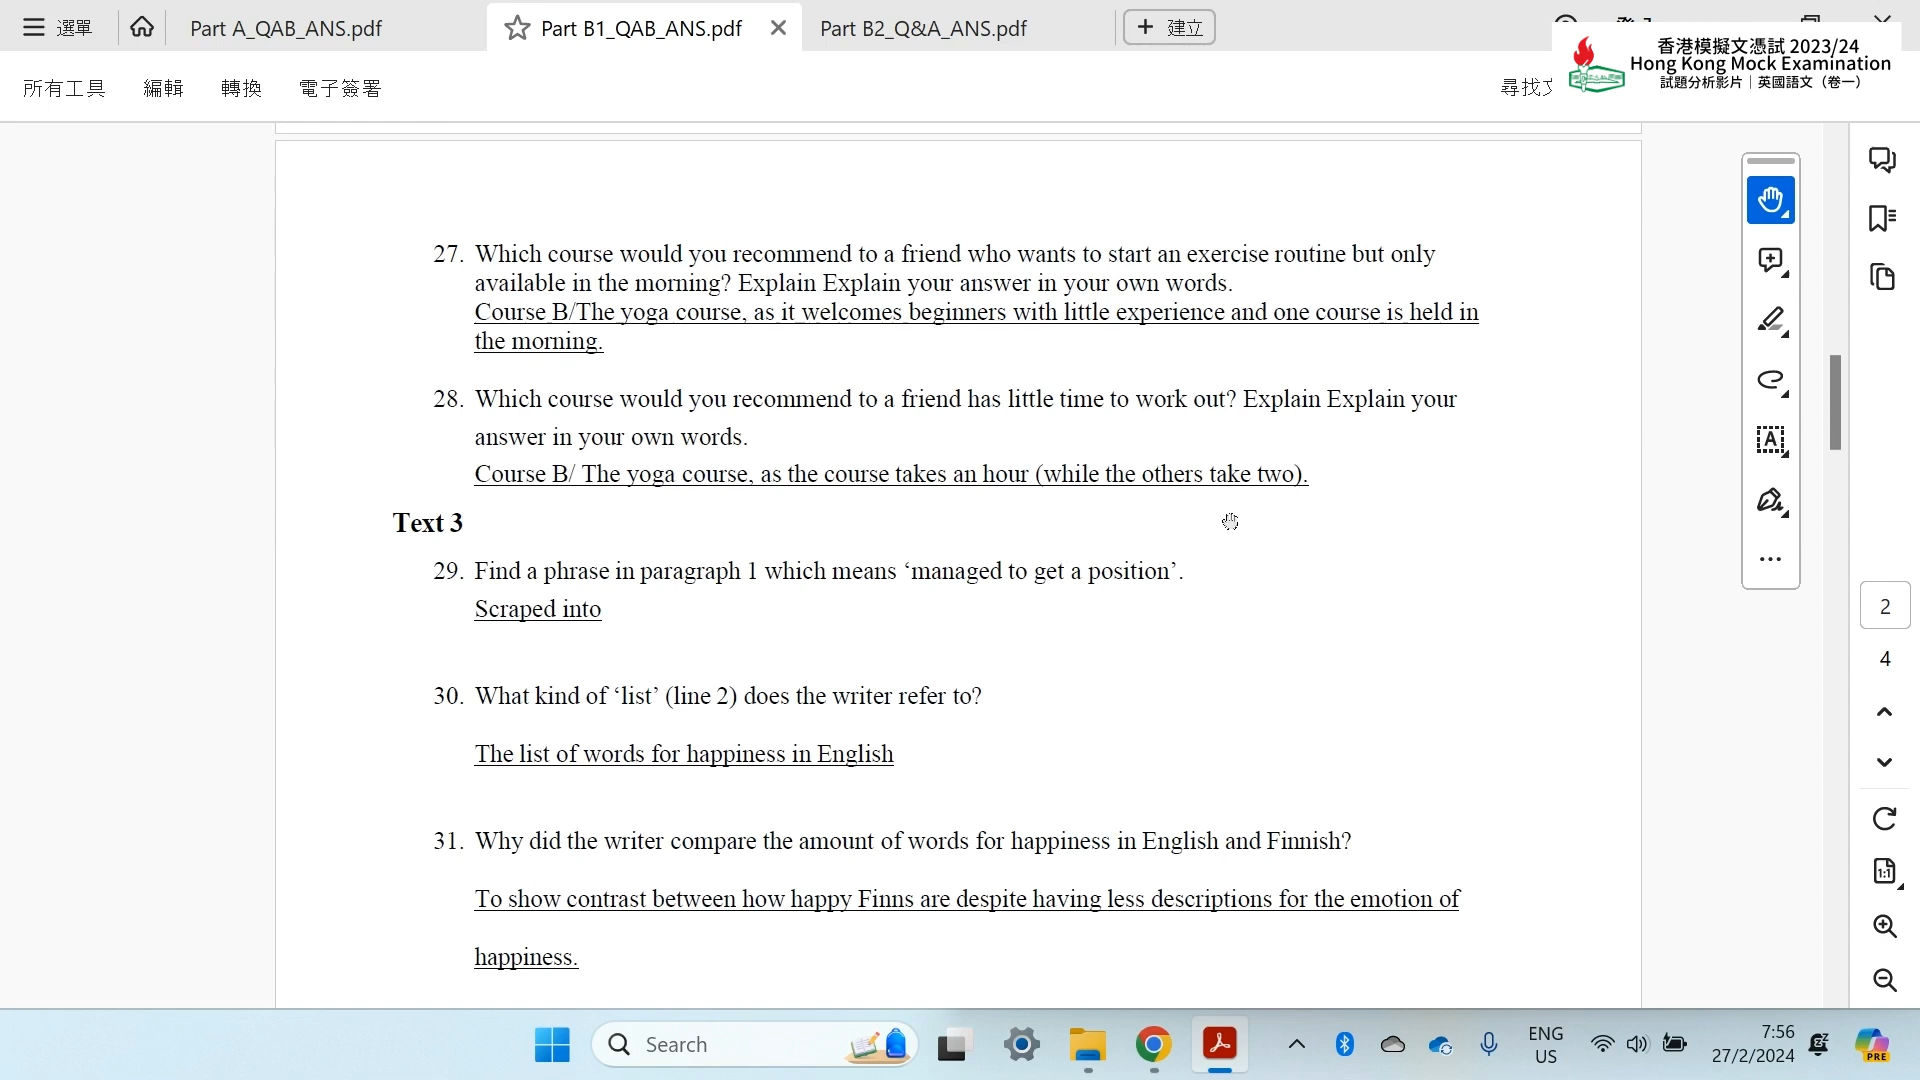 選單
Part A_QAB_ANS.pdf
Part B1_QAB_ANS.pdf
Part B2_Q&A_ANS.pdf
建立
所有工具
編輯
轉換
電子簽署
尋找文
香港模擬文憑試 2023/24
Hong Kong Mock Examination
試題分析影片｜英國語文（卷一）
27. Which course would you recommend to a friend who wants to start an exercise routine but only
available in the morning? Explain Explain your answer in your own words.
Course B/The yoga course, as it welcomes beginners with little experience and one course is held in
the morning.
28. Which course would you recommend to a friend has little time to work out? Explain Explain your
answer in your own words.
Course B/ The yoga course, as the course takes an hour (while the others take two).
Text 3
29. Find a phrase in paragraph 1 which means ‘managed to get a position’.
Scraped into
30. What kind of ‘list’ (line 2) does the writer refer to?
The list of words for happiness in English
31. Why did the writer compare the amount of words for happiness in English and Finnish?
To show contrast between how happy Finns are despite having less descriptions for the emotion of
happiness.
2
4
Search
ENG
US
7:56
27/2/2024
PRE